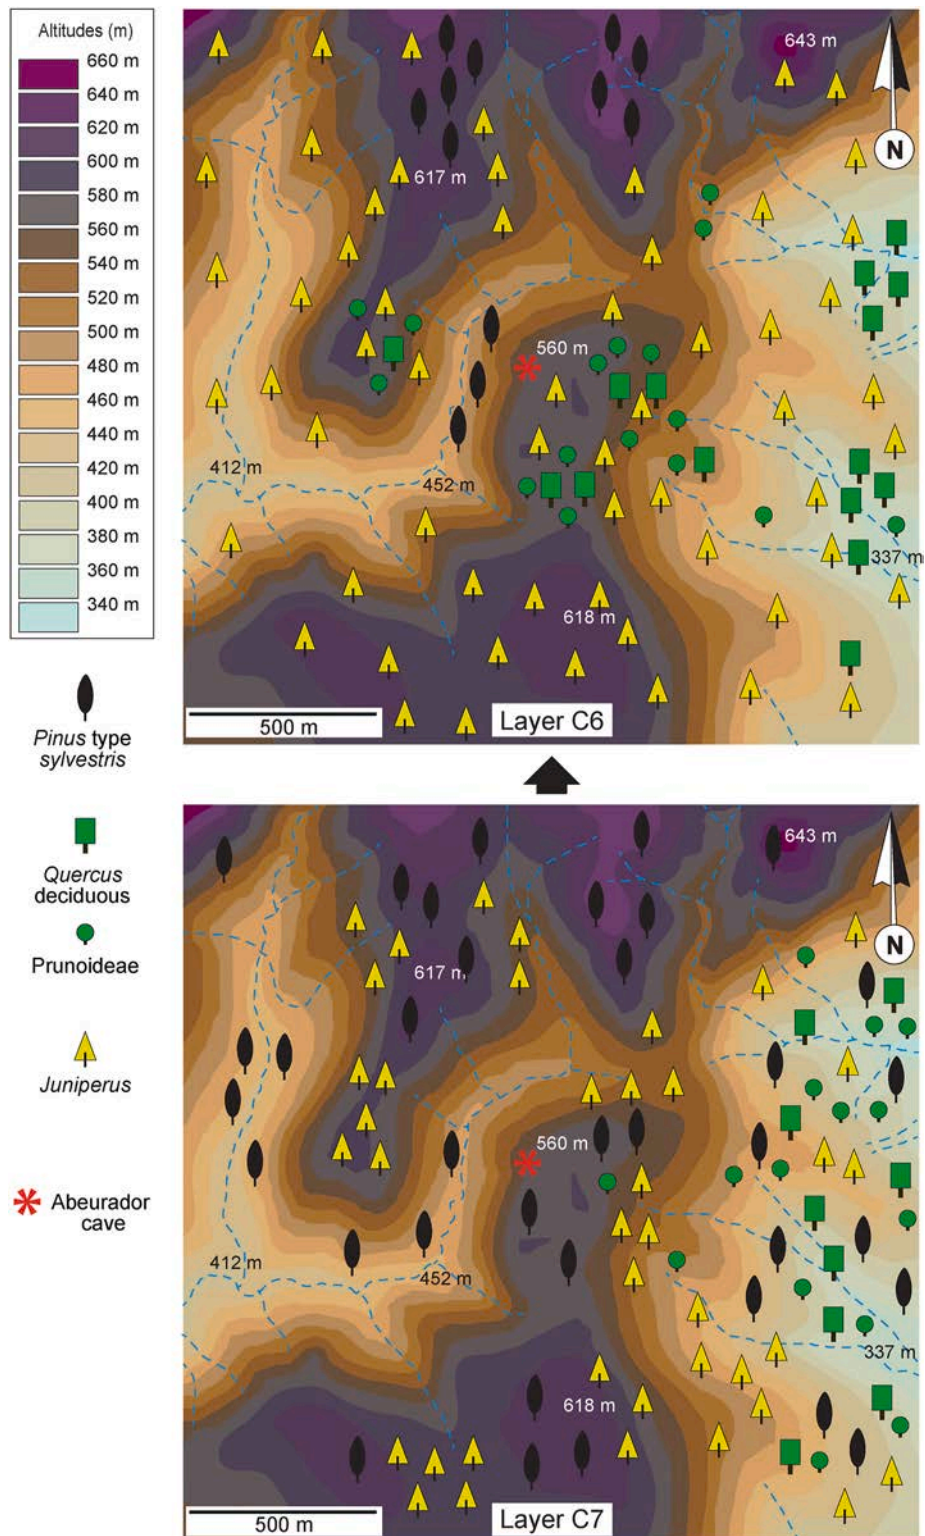 Altitudes (m)
660 m
640 m
620 m
600 m
580 m
560 m
540 m
520 m
500 m
480 m
460 m
440 m
420 m
400 m
380 m
360 m
340 m
Pinus type
sylvestris
Quercus
deciduous
Prunoideae
Juniperus
Abeurador
cave
643 m
N
617 m
560 m
412 m
452 m
337 m
618 m
500 m
Layer C6
643 m
N
617 m
560 m
412 m
452 m
337 m
618 m
500 m
Layer C7